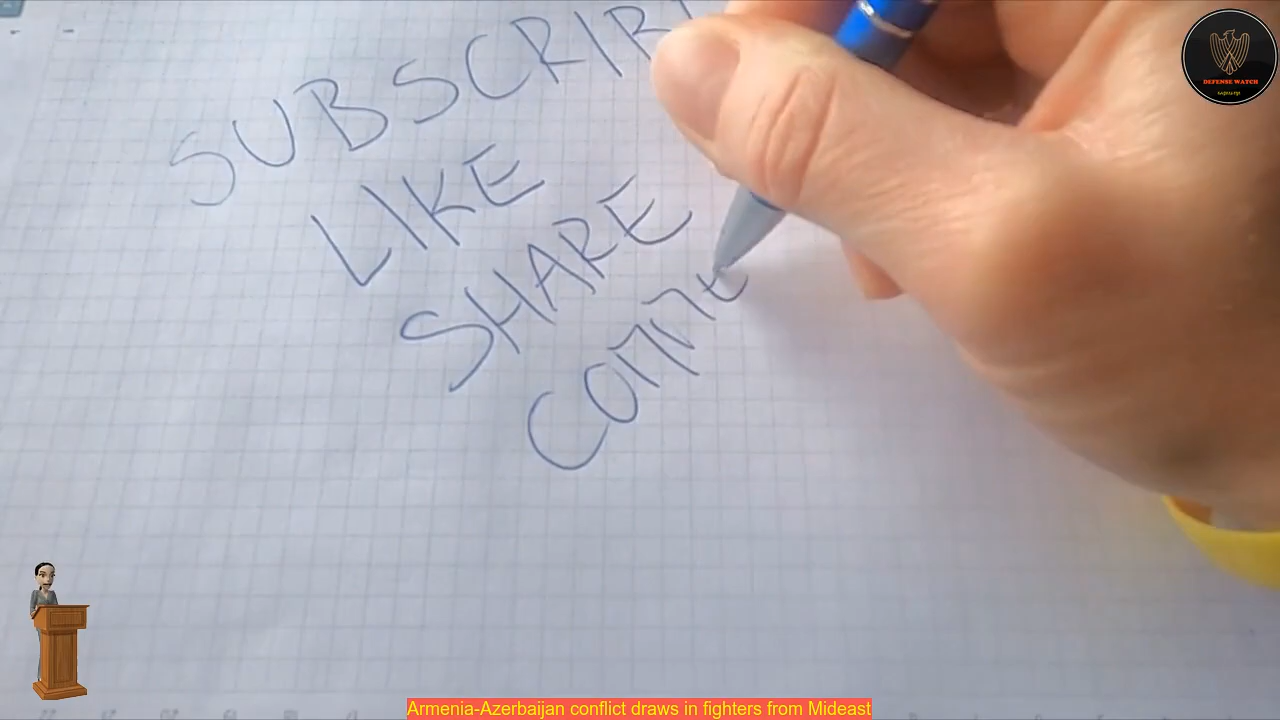 SUBSCRIB
LIKE
SHARE
COMME
DEFENSE WATCH
Armenia-Azerbaijan conflict draws in fighters from Mideast